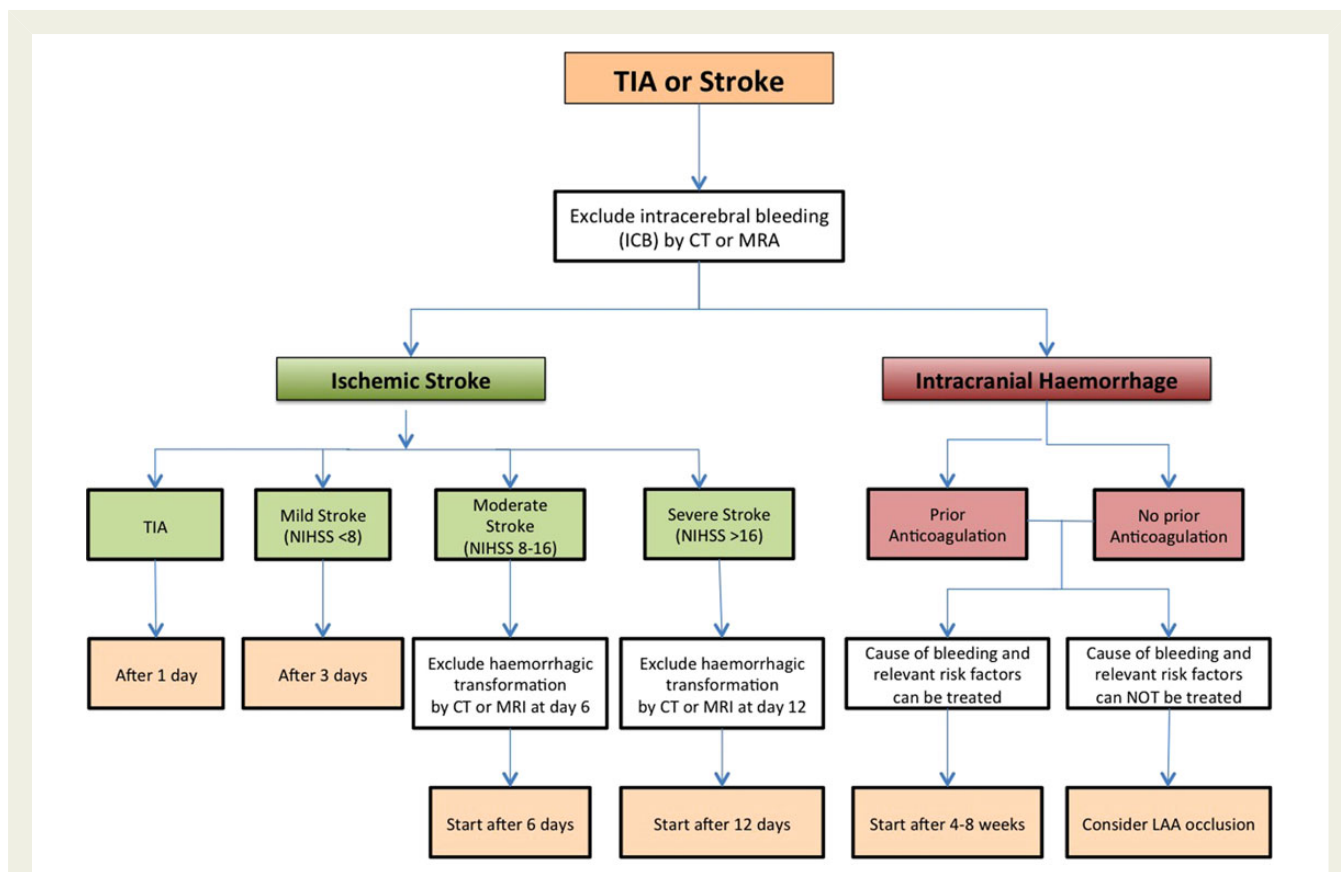 TIA or Stroke
Exclude intracerebral bleeding
(ICB) by CT or MRA
Ischemic Stroke
Intracranial Haemorrhage
TIA
Mild Stroke
(NIHSS <8)
Moderate
Stroke
(NIHSS 8-16)
Severe Stroke
(NIHSS >16)
Prior
Anticoagulation
No prior
Anticoagulation
After 1 day
After 3 days
Exclude haemorrhagic
transformation
by CT or MRI at day 6
Exclude haemorrhagic
transformation
by CT or MRI at day 12
Cause of bleeding and
relevant risk factors
can be treated
Cause of bleeding and
relevant risk factors
can NOT be treated
Start after 6 days
Start after 12 days
Start after 4-8 weeks
Consider LAA occlusion